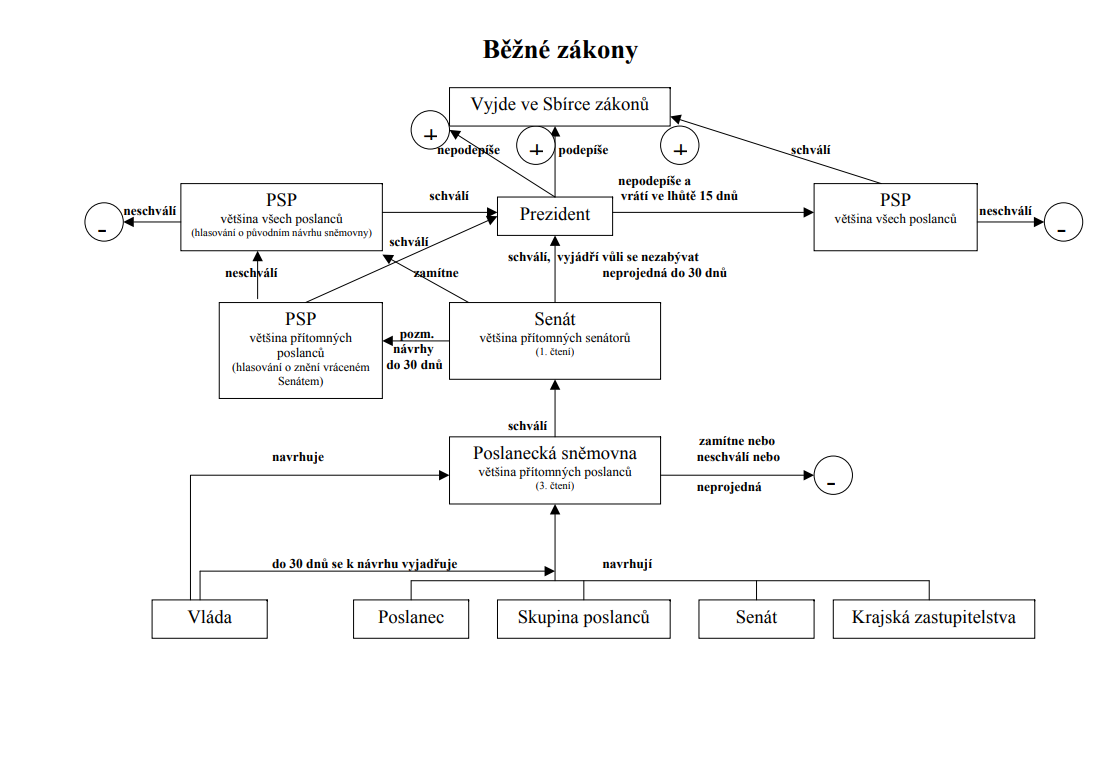 Běžné zákony
Vyjde ve Sbírce zákonů
+
+
+
nepodepíše
podepíše
schválí
nepodepíše a
vrátí ve lhůtě 15 dnů
PSP
většina všech poslanců
(hlasování o původním návrhu sněmovny)
neschválí
-
schválí
Prezident
PSP
většina všech poslanců
neschválí
-
schválí
neschválí
zamítne
schválí, vyjádří vůli se nezabývat
neprojedná do 30 dnů
PSP
většina přítomných
poslanců
(hlasování o znění vráceném
Senátem)
pozm.
návrhy
do 30 dnů
Senát
většina přítomných senátorů
(1. čtení)
schválí
Poslanecká sněmovna
většina přítomných poslanců
(3. čtení)
navrhuje
zamítne nebo
neschválí nebo
neprojedná
-
do 30 dnů se k návrhu vyjadřuje
navrhují
Vláda
Poslanec
Skupina poslanců
Senát
Krajská zastupitelstva